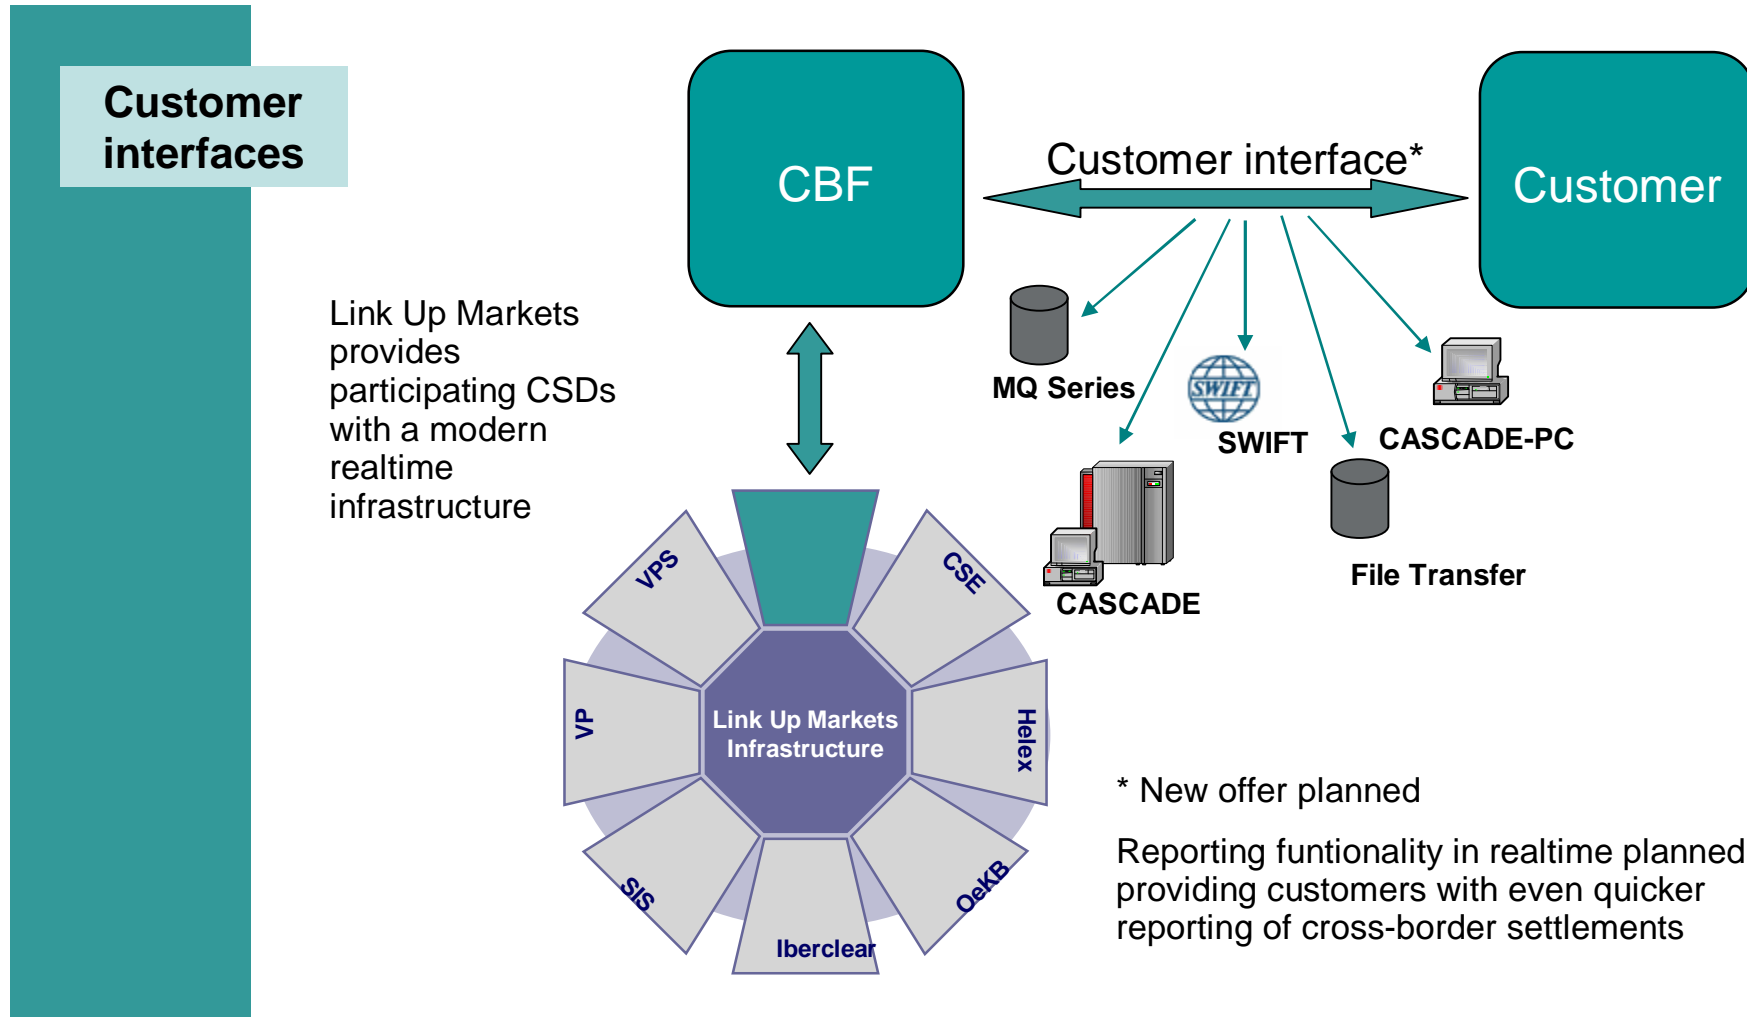 Customer
interfaces
CBF
Customer interface*
Customer
Link Up Markets
provides
participating CSDs
with a modern
realtime
infrastructure
MQ Series
SWIFT
SWIFT
CASCADE-PC
CASCADE
File Transfer
VPS
CSE
VP
Link Up Markets
Infrastructure
Helex
SIS
Iberclear
OeKB
* New offer planned
Reporting funtionality in realtime planned
providing customers with even quicker
reporting of cross-border settlements